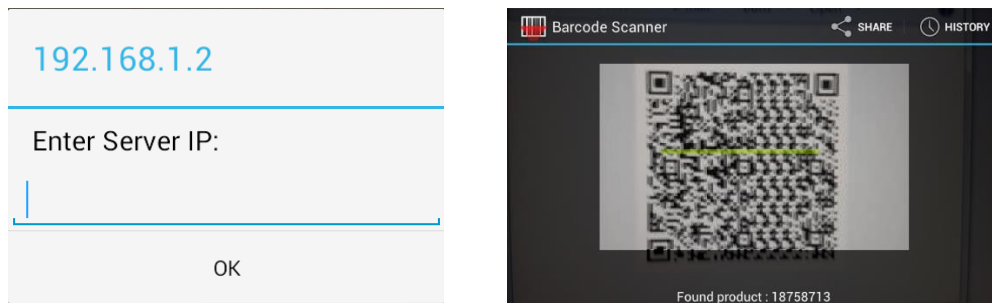 192.168.1.2
Enter Server IP:
OK
Barcode Scanner
SHARE
HISTORY
Found product : 18758713